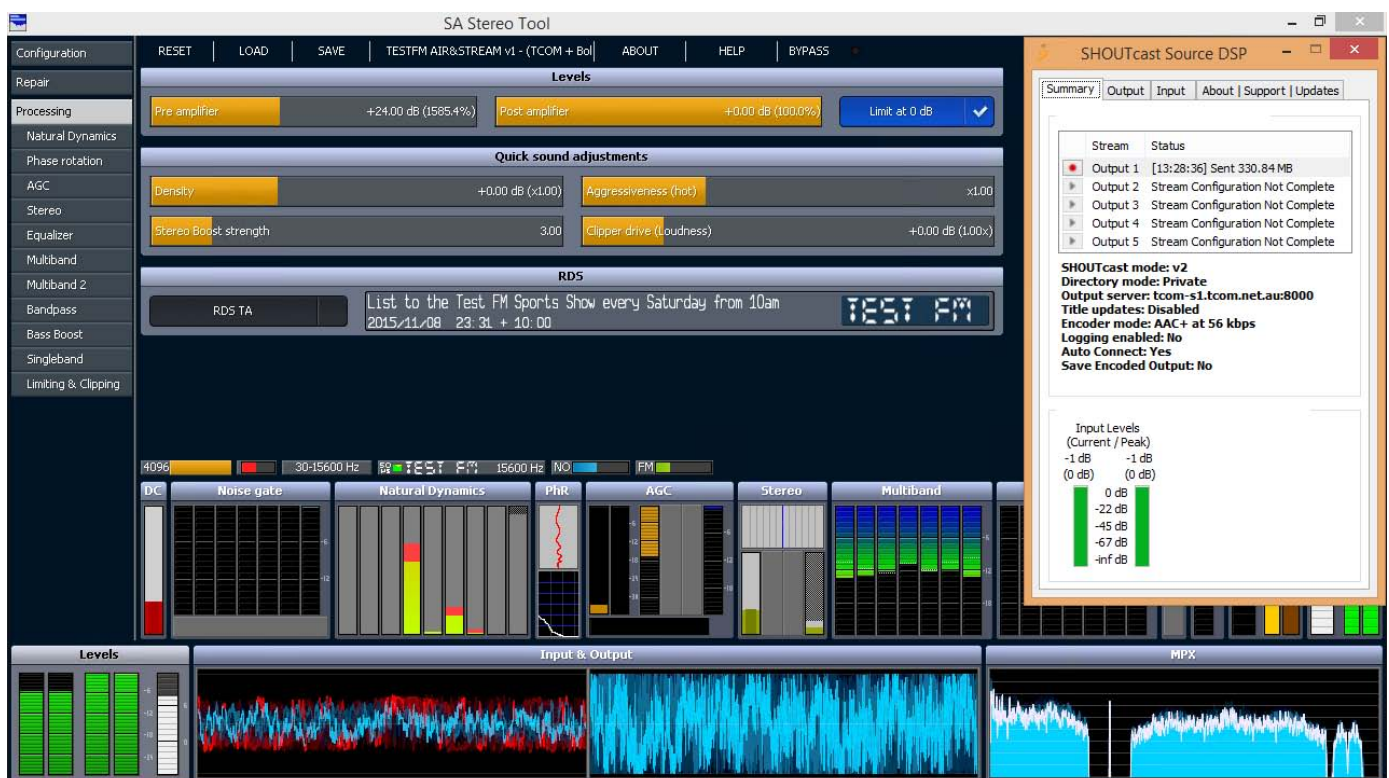 SA Stereo Tool
Configuration
Repair
Processing
Natural Dynamics
Phase rotation
AGC
Stereo
Equalizer
Multiband
Multiband 2
Bandpass
Bass Boost
Singleband
Limiting & Clipping
RESET LOAD SAVE TESTFM AIR&STREAM v1 - (TCOM + Bol ABOUT HELP BYPASS
Levels
Pre amplifier +24.00 dB (1585.4%) Post amplifier +0.00 dB (100.0%) Limit at 0 dB
Quick sound adjustments
Density +0.00 dB (x1.00) Aggressiveness (hot) x1.00
Stereo Boost strength 3.00 Clipper drive (Loudness) +0.00 dB (1.00x)
RDS
RDS TA
List to the Test FM Sports Show every Saturday from 10am
2015/11/08 23:31 + 10:00
TEST FM
4096 30-15600 Hz TEST FM 15600 Hz NO FM
DC Noise gate Natural Dynamics PhR AGC Stereo Multiband
Levels Input & Output MPX
SHOUTcast Source DSP
Summary Output Input About | Support | Updates
Stream Status
Output 1 [13:28:36] Sent 330.84 MB
Output 2 Stream Configuration Not Complete
Output 3 Stream Configuration Not Complete
Output 4 Stream Configuration Not Complete
Output 5 Stream Configuration Not Complete
SHOUTcast mode: v2
Directory mode: Private
Output server: tcom-s1.tcom.net.au:8000
Title updates: Disabled
Encoder mode: AAC+ at 56 kbps
Logging enabled: No
Auto Connect: Yes
Save Encoded Output: No
Input Levels
(Current / Peak)
-1 dB -1 dB
(0 dB) (0 dB)
0 dB
-22 dB
-45 dB
-67 dB
-inf dB